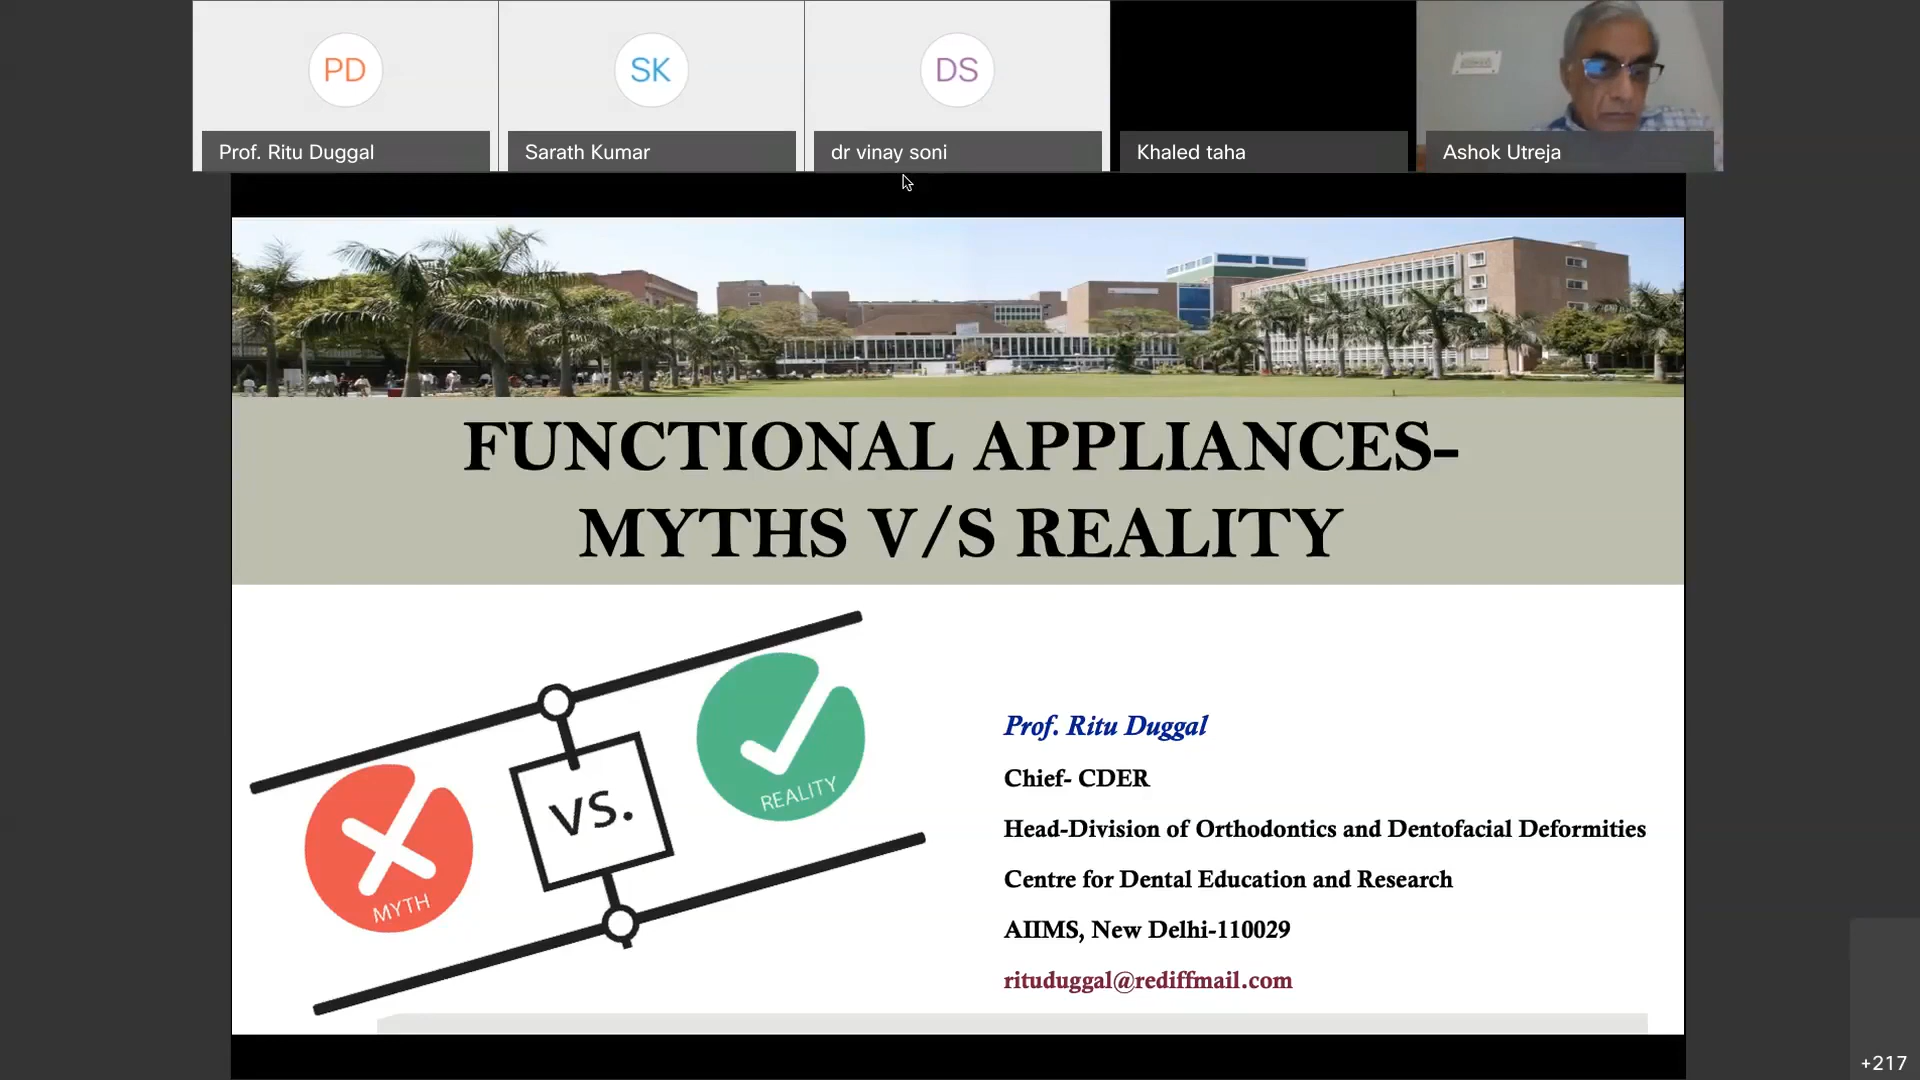 PD
SK
DS
Prof. Ritu Duggal
Sarath Kumar
dr vinay soni
Khaled taha
Ashok Utreja
FUNCTIONAL APPLIANCES-
MYTHS V/S REALITY
MYTH
VS.
REALITY
Prof. Ritu Duggal
Chief- CDER
Head-Division of Orthodontics and Dentofacial Deformities
Centre for Dental Education and Research
AIIMS, New Delhi-110029
rituduggal@rediffmail.com
+217